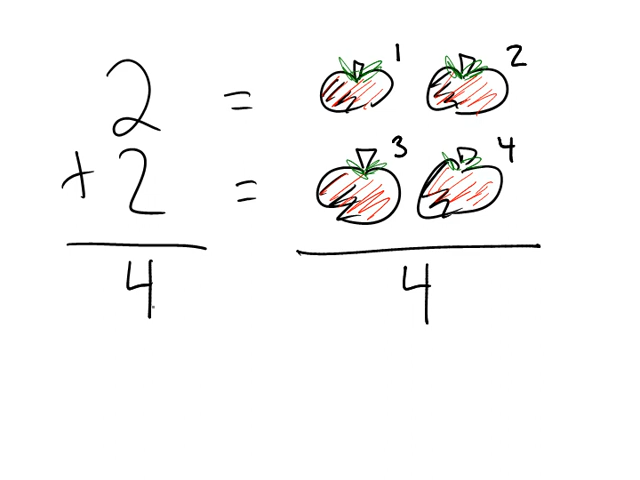 2 = 1 2
+ 2 = 3 4
4 4